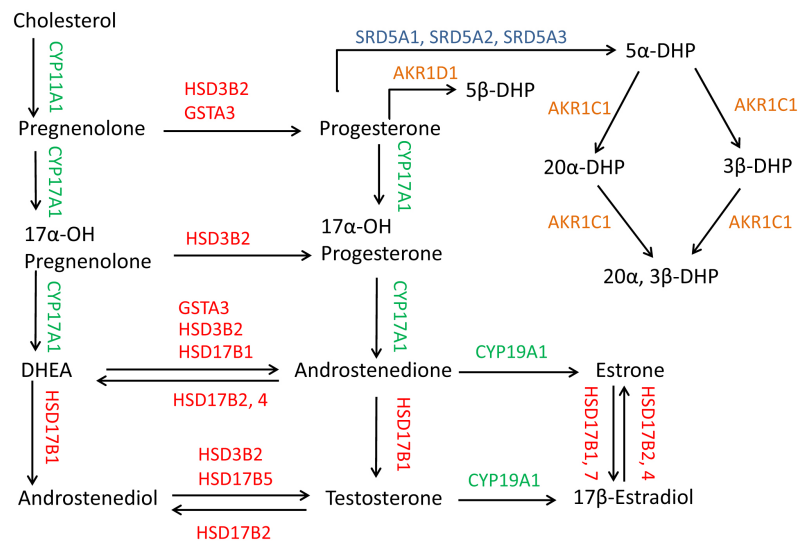 Cholesterol
SRD5A1, SRD5A2, SRD5A3
5α-DHP
CYP11A1
AKR1D1
5β-DHP
HSD3B2
GSTA3
AKR1C1
AKR1C1
Pregnenolone
Progesterone
CYP17A1
CYP17A1
20α-DHP
3β-DHP
17α-OH
Pregnenolone
HSD3B2
17α-OH
Progesterone
AKR1C1
AKR1C1
20α, 3β-DHP
CYP17A1
GSTA3
HSD3B2
HSD17B1
CYP17A1
CYP19A1
DHEA
Androstenedione
Estrone
HSD17B2, 4
HSD17B1
HSD17B1
HSD17B1, 7
HSD17B2, 4
HSD3B2
HSD17B5
CYP19A1
Androstenediol
Testosterone
17β-Estradiol
HSD17B2